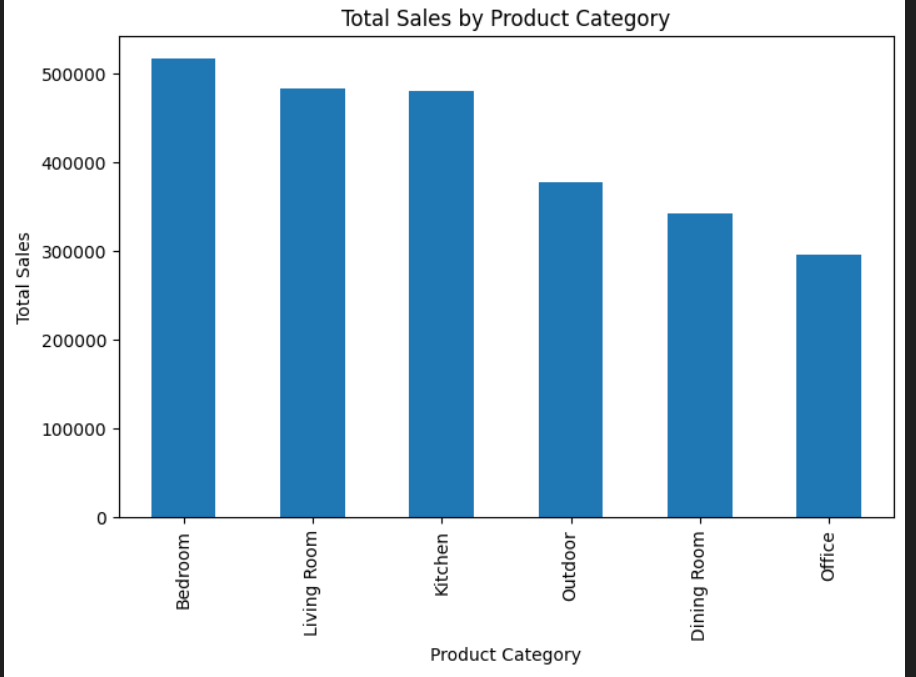 Total Sales by Product Category
Total Sales
500000
400000
300000
200000
100000
0
Bedroom
Living Room
Kitchen
Outdoor
Dining Room
Office
Product Category